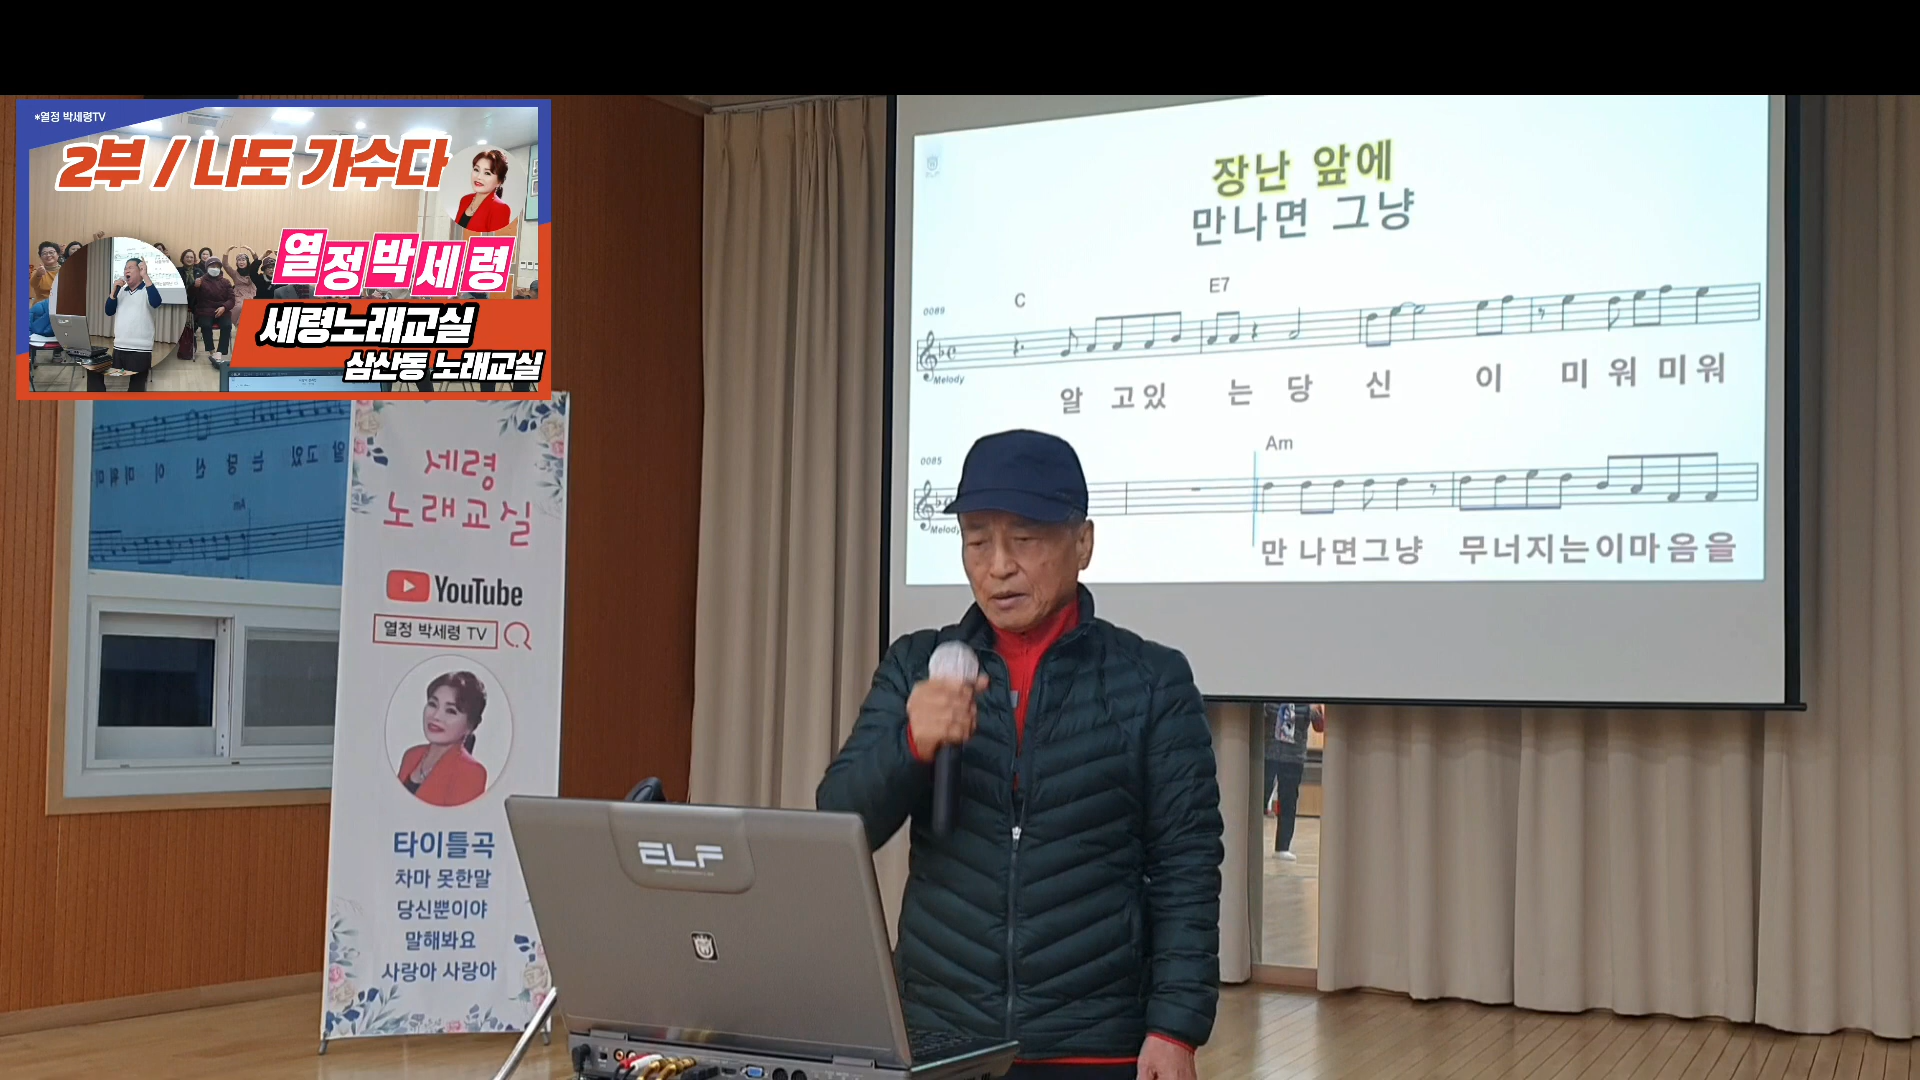 *열정 박세령TV
2부 / 나도 가수다
열정박세령
세령노래교실
삼산동 노래교실
장난 앞에
만나면 그냥
C
E7
0089
Melody
알 고있 는 당 신 이 미 워 미 워
Am
0085
Melody
만 나면그냥 무너지는이마음을
세령
노래교실
YouTube
열정 박세령 TV
타이틀곡
차마 못한말
당신뿐이야
말해봐요
사랑아 사랑아
ELF